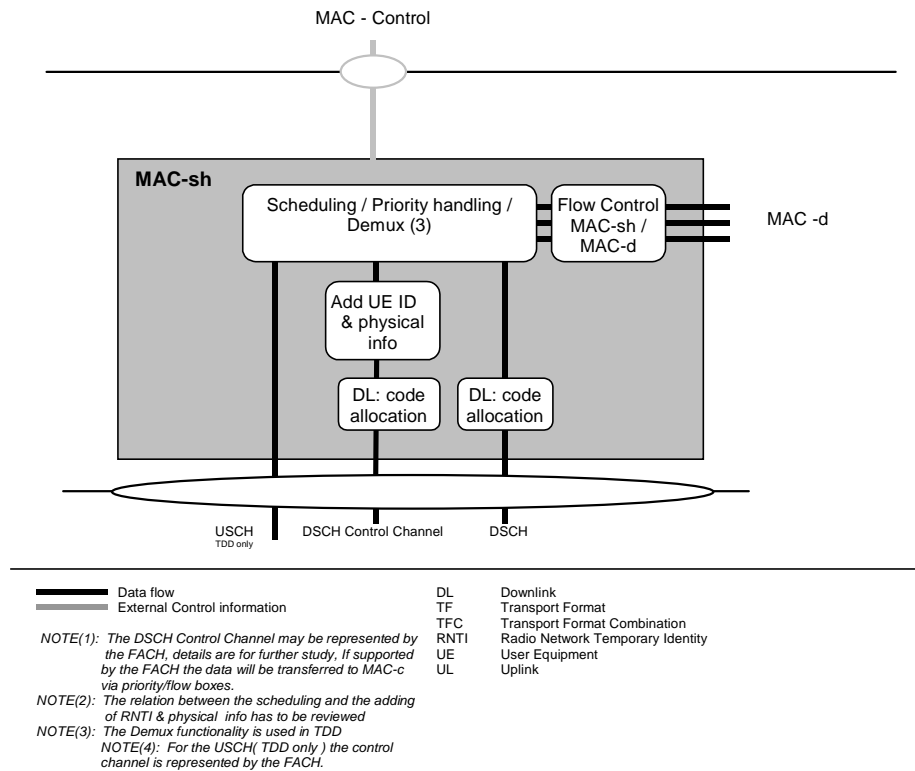 MAC - Control
MAC-sh
Scheduling / Priority handling /
Demux (3)
Flow Control
MAC-sh /
MAC-d
MAC -d
Add UE ID
& physical
info
DL: code
allocation
DL: code
allocation
USCH
TDD only
DSCH Control Channel
DSCH
Data flow
External Control information
NOTE(1): The DSCH Control Channel may be represented by
the FACH, details are for further study, If supported
by the FACH the data will be transferred to MAC-c
via priority/flow boxes.
NOTE(2): The relation between the scheduling and the adding
of RNTI & physical info has to be reviewed
NOTE(3): The Demux functionality is used in TDD
NOTE(4): For the USCH( TDD only ) the control
channel is represented by the FACH.
DL Downlink
TF Transport Format
TFC Transport Format Combination
RNTI Radio Network Temporary Identity
UE User Equipment
UL Uplink